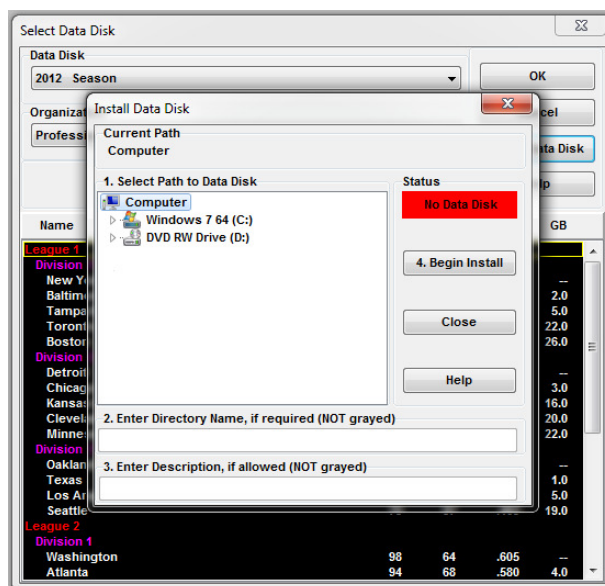 Select Data Disk
Data Disk
2012 Season
OK
Install Data Disk
Current Path
Computer
1. Select Path to Data Disk
Status
Computer
No Data Disk
Windows 7 64 (C:)
DVD RW Drive (D:)
4. Begin Install
Close
Help
2. Enter Directory Name, if required (NOT grayed)
3. Enter Description, if allowed (NOT grayed)
Organizat
cel
Professi
ata Disk
lp
Name GB
League 1
Division
New Y --
Baltim 2.0
Tampa 5.0
Toront 22.0
Bostor 26.0
Division
Detroit --
Chicag 3.0
Kansas 16.0
Clevela 20.0
Minnes 22.0
Division
Oaklan --
Texas 1.0
Los An 5.0
Seattle 19.0
League 2
Division 1
Washington 98 64 .605 --
Atlanta 94 68 .580 4.0